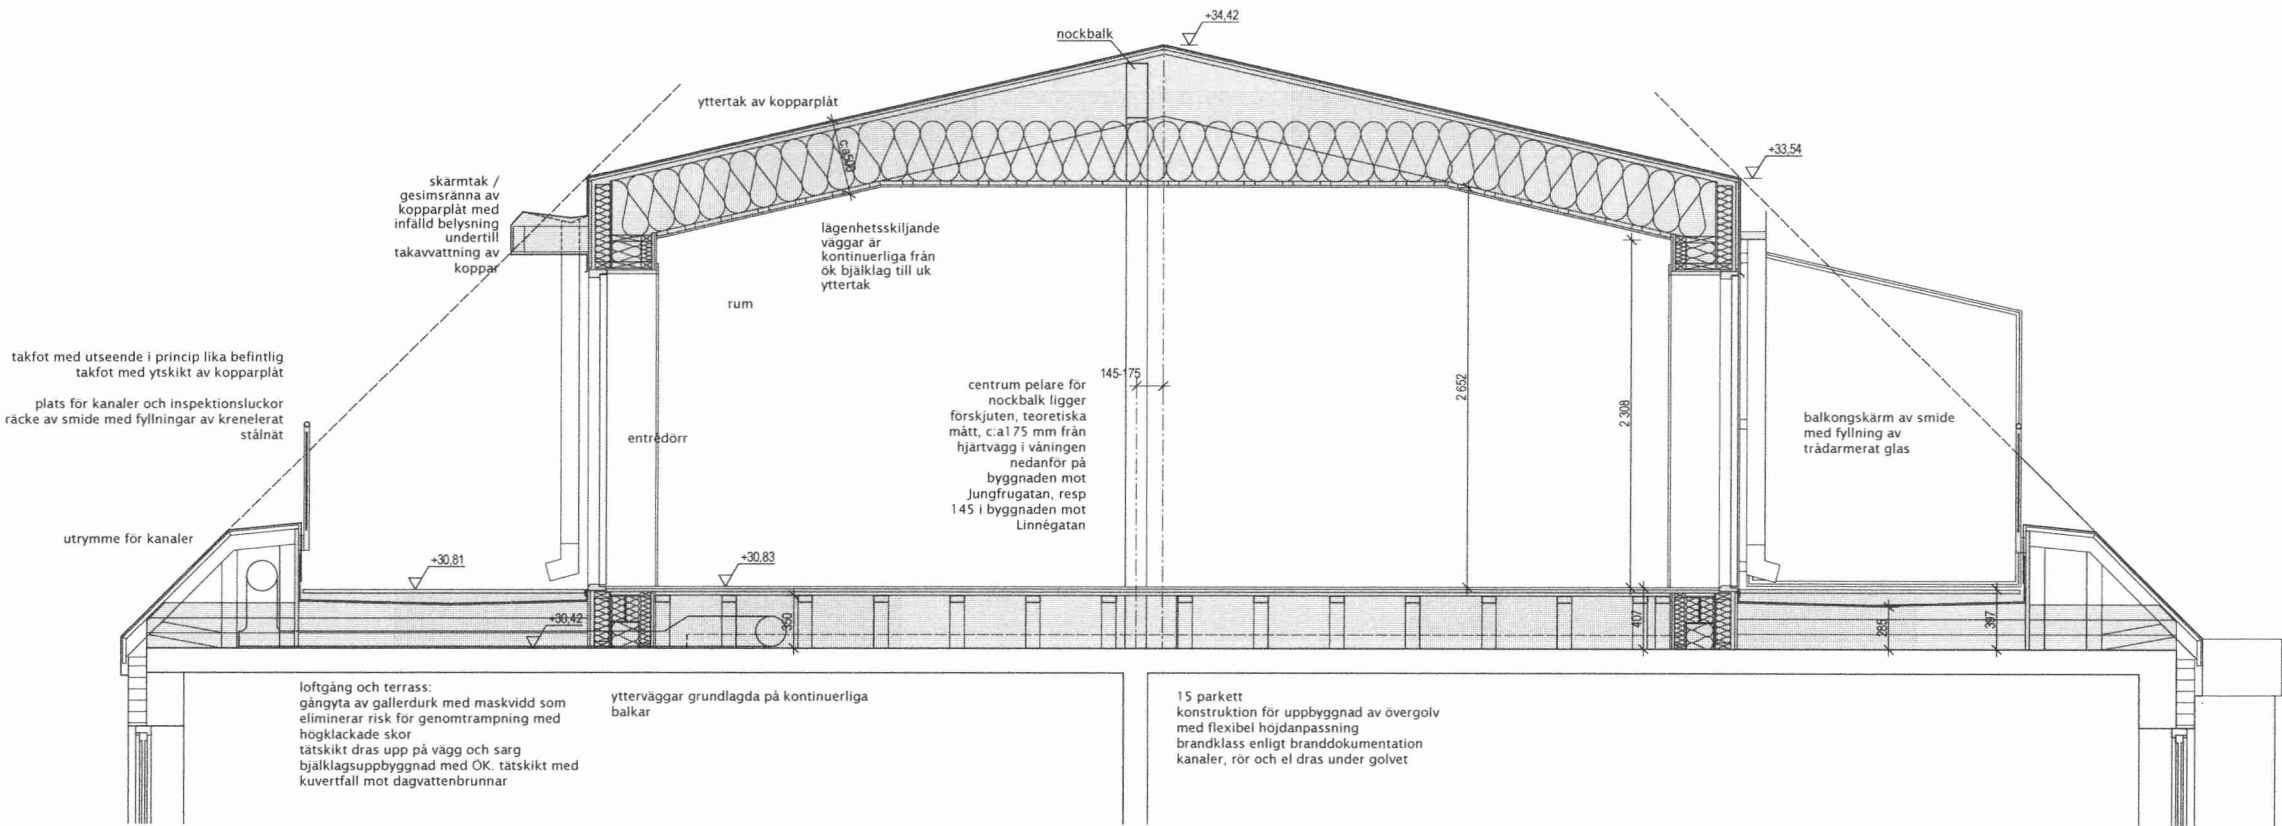 +34,42
nockbalk
yttertak av kopparplåt
c:a500
+33,54
skärmtak /
gesimsränna av
kopparplåt med
infälld belysning
undertill
takavvattning av
koppar
lägenhetsskiljande
väggar är
kontinuerliga från
ök bjälklag till uk
yttertak
rum
takfot med utseende i princip lika befintlig
takfot med ytskikt av kopparplåt
plats för kanaler och inspektionsluckor
räcke av smide med fyllningar av krenelerat
stålnät
entrédörr
centrum pelare för
nockbalk ligger
förskjuten, teoretiska
mått, c:a175 mm från
hjärtvägg i våningen
nedanför på
byggnaden mot
Jungfrugatan, resp
145 i byggnaden mot
Linnégatan
145-175
2 652
2 308
balkongskärm av smide
med fyllning av
trådarmerat glas
utrymme för kanaler
+30,81
+30,83
+30,42
350
407
285
397
loftgång och terrass:
gångyta av gallerdurk med maskvidd som
eliminerar risk för genomtrampning med
högklackade skor
tätskikt dras upp på vägg och sarg
bjälklagsuppbyggnad med ÖK. tätskikt med
kuvertfall mot dagvattenbrunnar
ytterväggar grundlagda på kontinuerliga
balkar
15 parkett
konstruktion för uppbyggnad av övergolv
med flexibel höjdanpassning
brandklass enligt branddokumentation
kanaler, rör och el dras under golvet